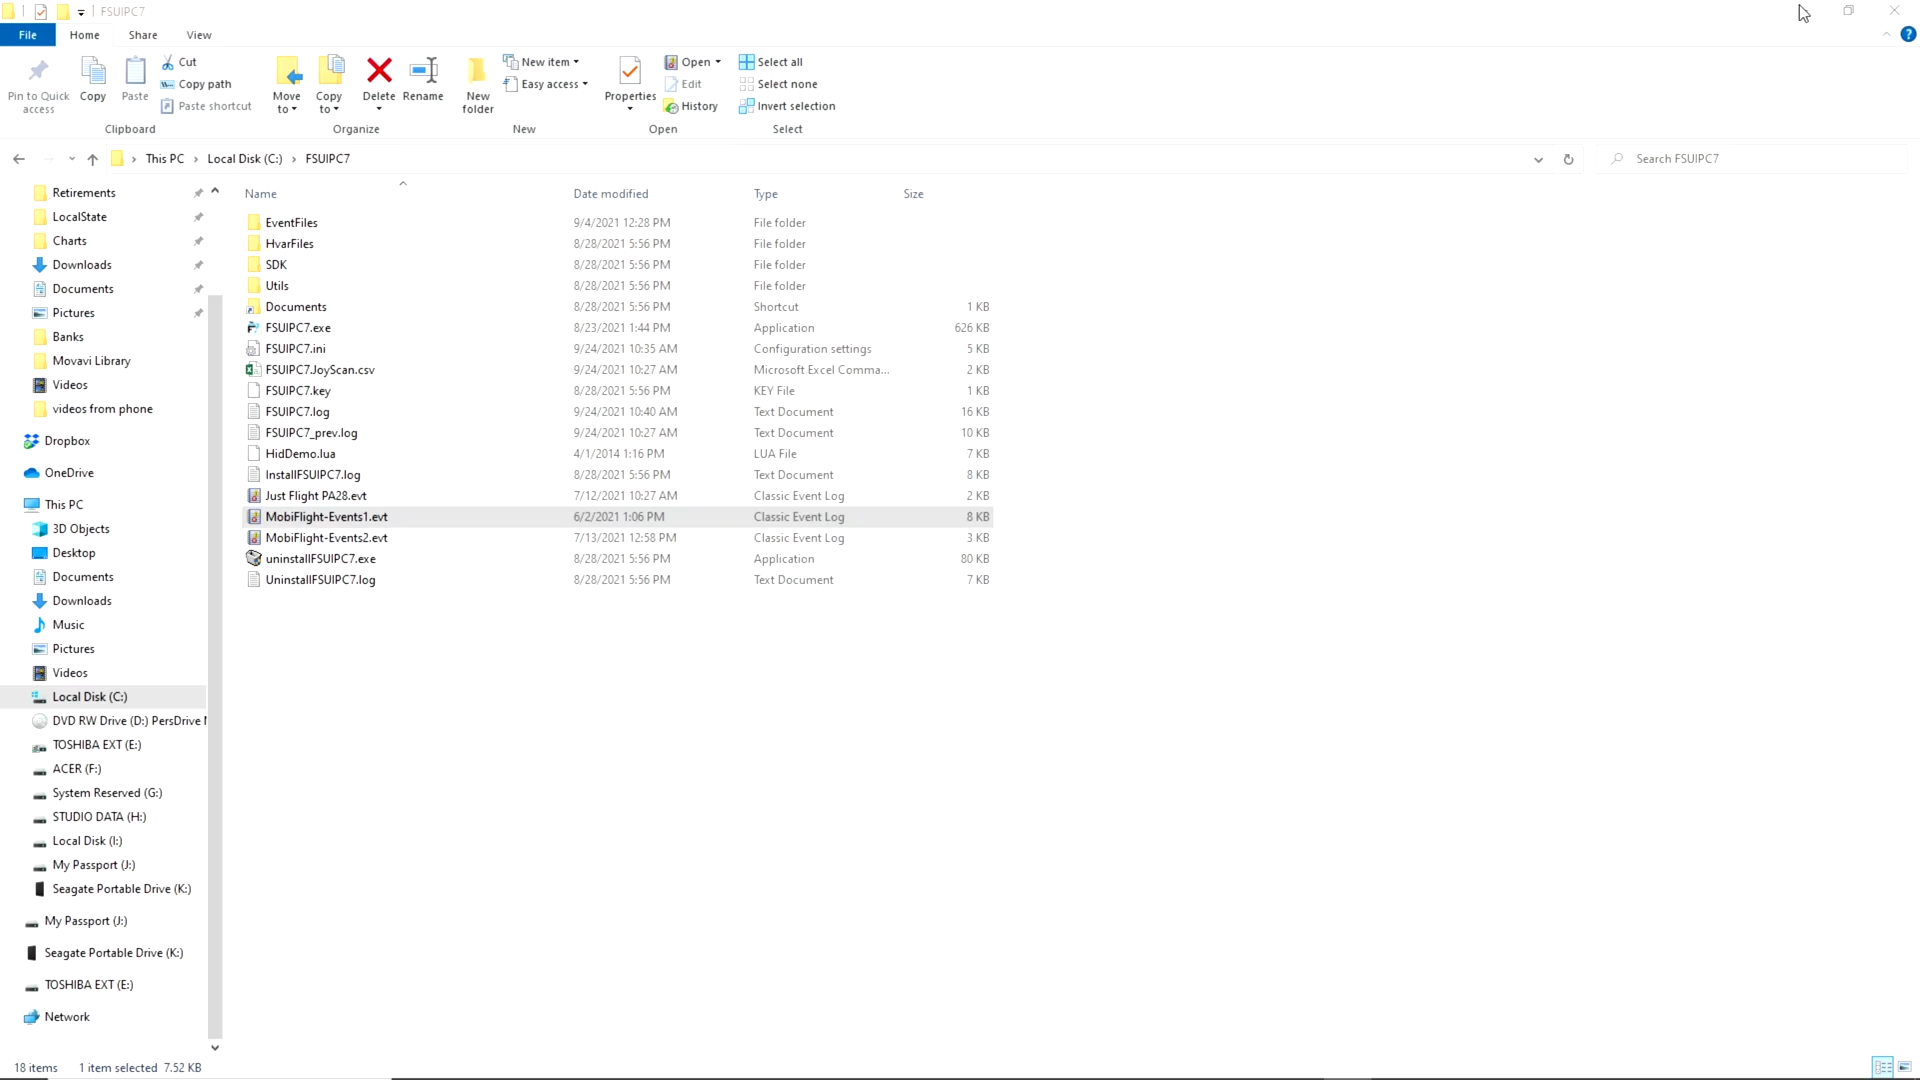 FSUIPC7
File Home Share View
Pin to Quick access
Copy
Paste
Cut
Copy path
Paste shortcut
Clipboard
Move to
Copy to
Delete
Rename
Organize
New folder
New item
Easy access
New
Properties
Open
Edit
History
Open
Select all
Select none
Invert selection
Select
This PC › Local Disk (C:) › FSUIPC7
Search FSUIPC7
Retirements
LocalState
Charts
Downloads
Documents
Pictures
Banks
Movavi Library
Videos
videos from phone
Dropbox
OneDrive
This PC
3D Objects
Desktop
Documents
Downloads
Music
Pictures
Videos
Local Disk (C:)
DVD RW Drive (D:) PersDrive
TOSHIBA EXT (E:)
ACER (F:)
System Reserved (G:)
STUDIO DATA (H:)
Local Disk (I:)
My Passport (J:)
Seagate Portable Drive (K:)
My Passport (J:)
Seagate Portable Drive (K:)
TOSHIBA EXT (E:)
Network
Name Date modified Type Size
EventFiles 9/4/2021 12:28 PM File folder
HvarFiles 8/28/2021 5:56 PM File folder
SDK 8/28/2021 5:56 PM File folder
Utils 8/28/2021 5:56 PM File folder
Documents 8/28/2021 5:56 PM Shortcut 1 KB
FSUIPC7.exe 8/23/2021 1:44 PM Application 626 KB
FSUIPC7.ini 9/24/2021 10:35 AM Configuration settings 5 KB
FSUIPC7.JoyScan.csv 9/24/2021 10:27 AM Microsoft Excel Comma... 2 KB
FSUIPC7.key 8/28/2021 5:56 PM KEY File 1 KB
FSUIPC7.log 9/24/2021 10:40 AM Text Document 16 KB
FSUIPC7_prev.log 9/24/2021 10:27 AM Text Document 10 KB
HidDemo.lua 4/1/2014 1:16 PM LUA File 7 KB
InstallFSUIPC7.log 8/28/2021 5:56 PM Text Document 8 KB
Just Flight PA28.evt 7/12/2021 10:27 AM Classic Event Log 2 KB
MobiFlight-Events1.evt 6/2/2021 1:06 PM Classic Event Log 8 KB
MobiFlight-Events2.evt 7/13/2021 12:58 PM Classic Event Log 3 KB
uninstallFSUIPC7.exe 8/28/2021 5:56 PM Application 80 KB
UninstallFSUIPC7.log 8/28/2021 5:56 PM Text Document 7 KB
18 items 1 item selected 7.52 KB